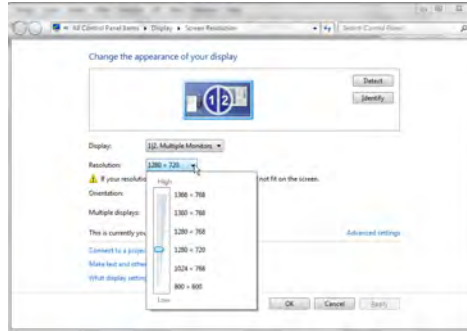 All Control Panel Items ▸ Display ▸ Screen Resolution
Search Control Panel
Change the appearance of your display
1|2
Detect
Identify
Display: 1|2. Multiple Monitors
Resolution: 1280 × 720
If your resolutio not fit on the screen.
Orientation:
High
1366 × 768
Multiple displays:
1360 × 768
1280 × 768
This is currently you
Advanced settings
1280 × 720
Connect to a projec
Make text and other
1024 × 768
What display setting
800 × 600
Low
OK Cancel Apply